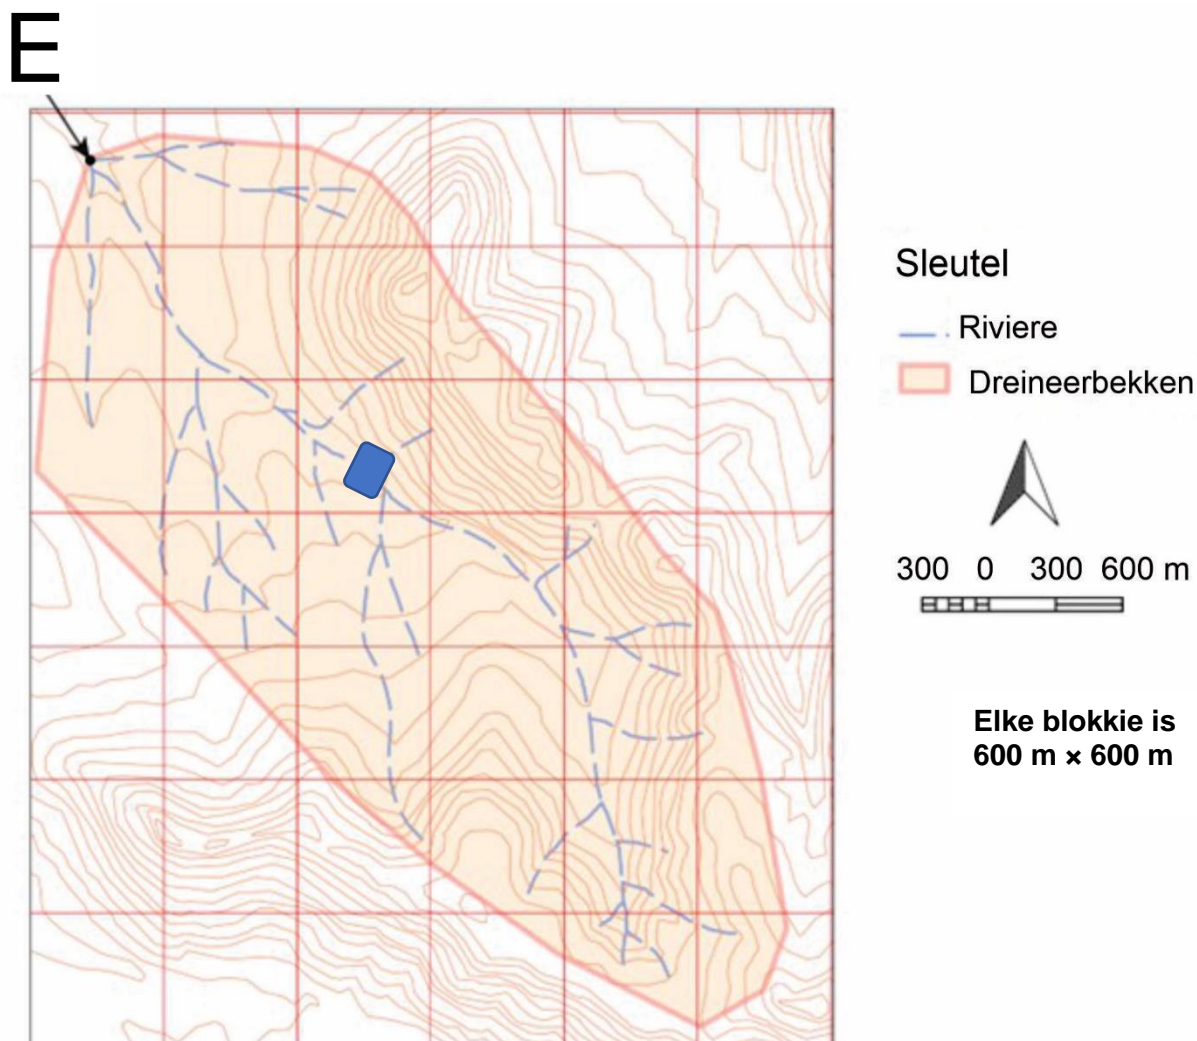 E
Sleutel
Riviere
Dreineerbekken
300 0 300 600 m
Elke blokkie is
600 m × 600 m